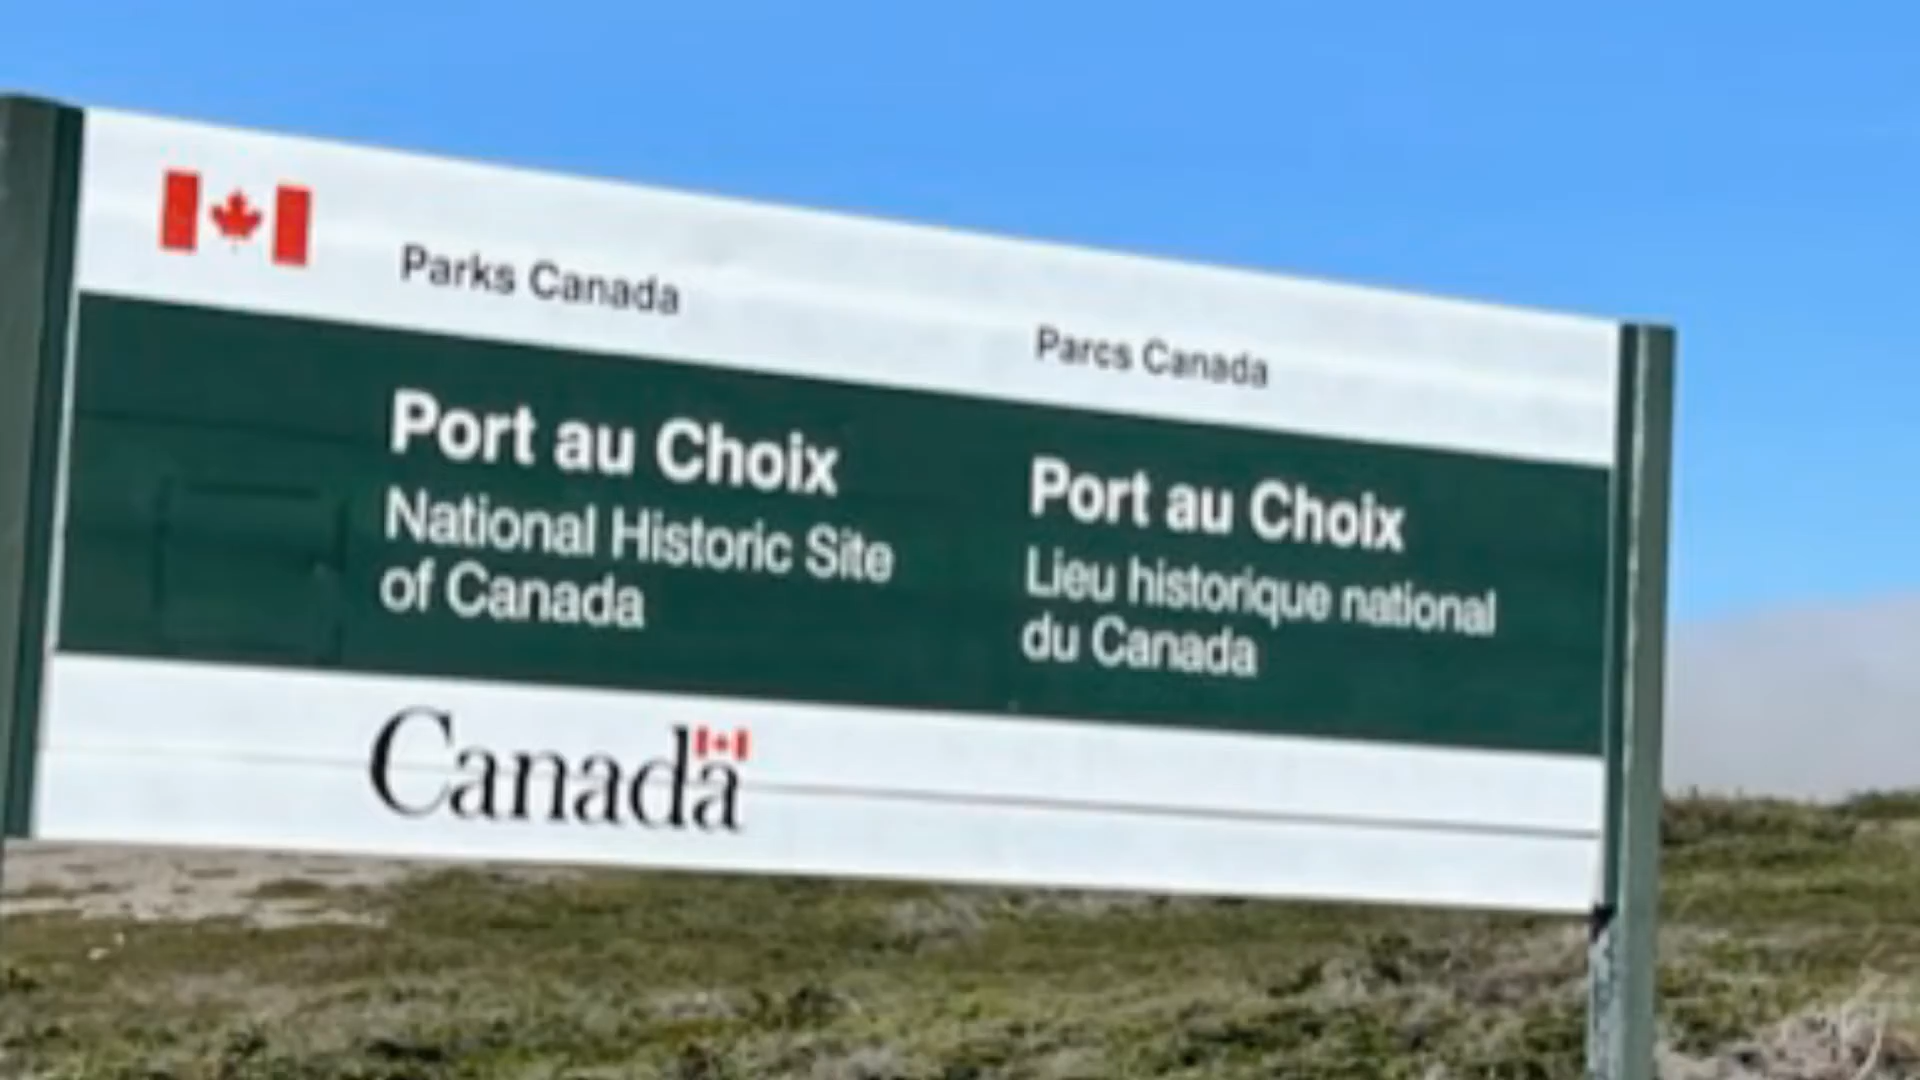 Parks Canada
Parcs Canada
Port au Choix
National Historic Site
of Canada
Port au Choix
Lieu historique national
du Canada
Canada